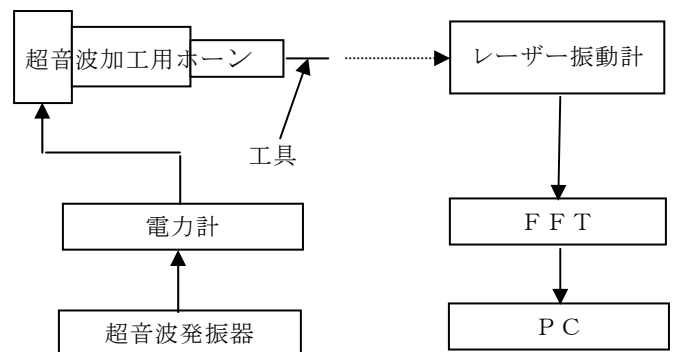 超音波加工用ホーン
レーザー振動計
工具
電力計
ＦＦＴ
超音波発振器
ＰＣ